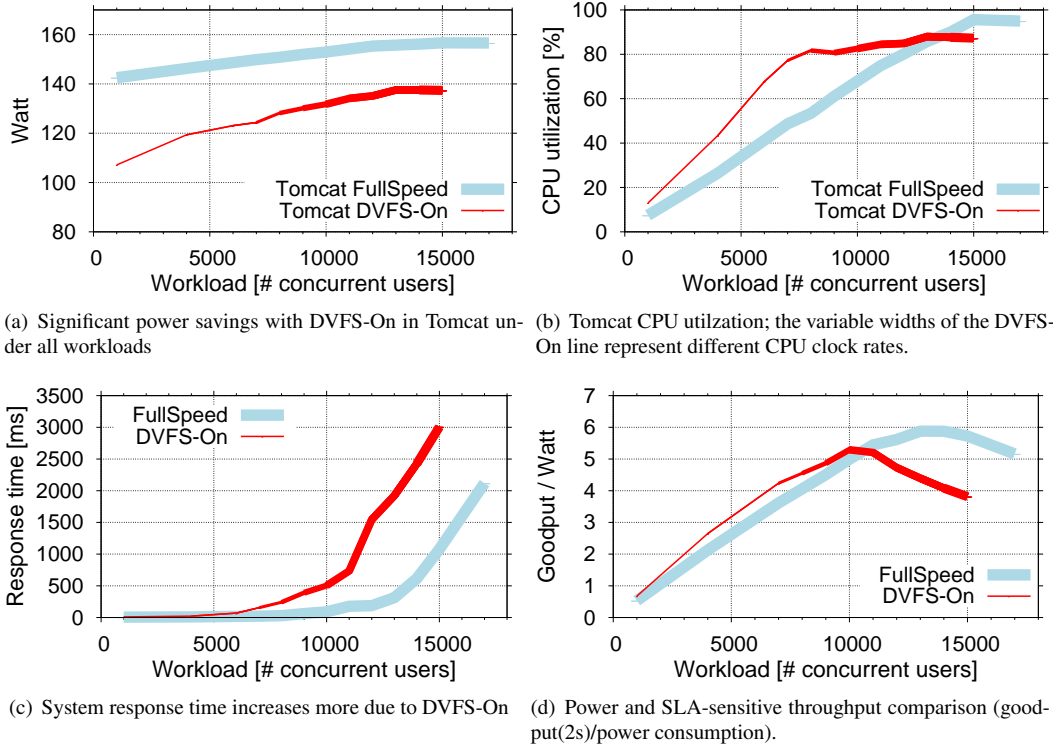 160
140
120
100
80
Watt
Tomcat FullSpeed
Tomcat DVFS-On
0 5000 10000 15000
Workload [# concurrent users]
(a) Significant power savings with DVFS-On in Tomcat un-
der all workloads
100
80
60
40
20
0
CPU utilization [%]
Tomcat FullSpeed
Tomcat DVFS-On
0 5000 10000 15000
Workload [# concurrent users]
(b) Tomcat CPU utilzation; the variable widths of the DVFS-
On line represent different CPU clock rates.
3500
3000
2500
2000
1500
1000
500
0
Response time [ms]
FullSpeed
DVFS-On
0 5000 10000 15000
Workload [# concurrent users]
(c) System response time increases more due to DVFS-On
7
6
5
4
3
2
1
0
Goodput / Watt
FullSpeed
DVFS-On
0 5000 10000 15000
Workload [# concurrent users]
(d) Power and SLA-sensitive throughput comparison (good-
put(2s)/power consumption).